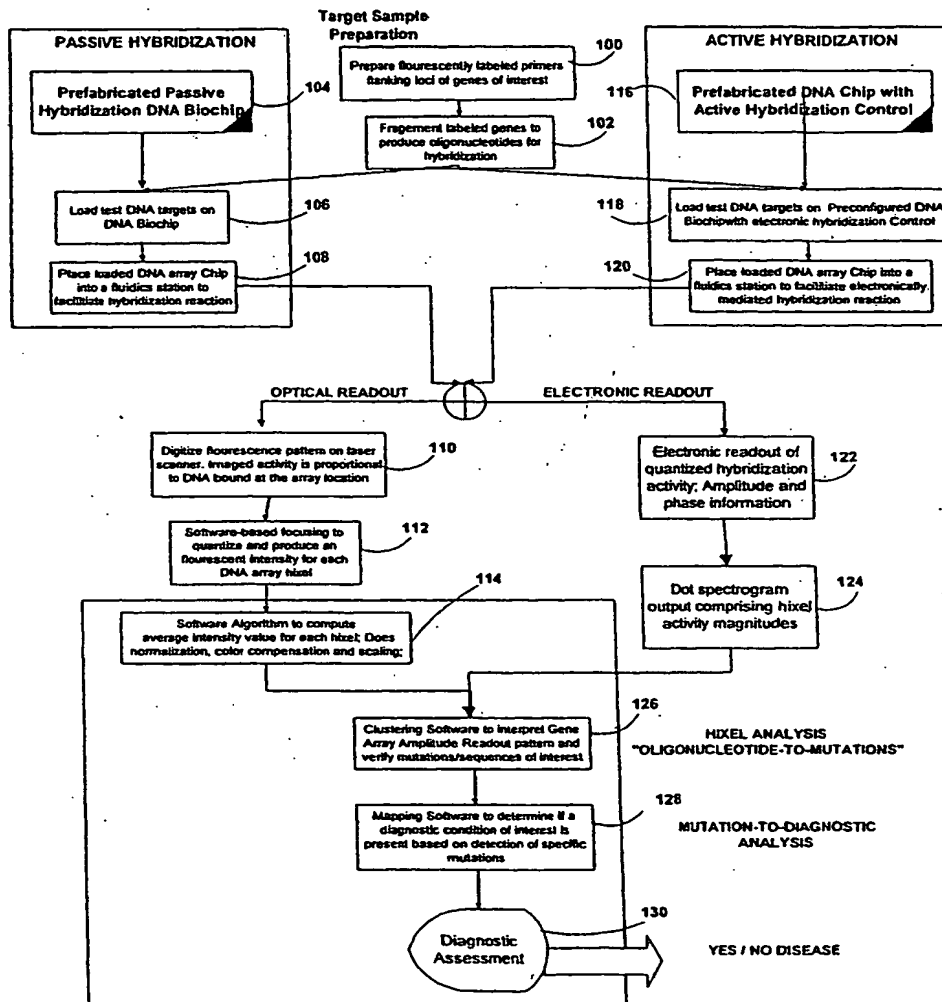 Target Sample
Preparation
PASSIVE HYBRIDIZATION
ACTIVE HYBRIDIZATION
100
Prepare flourescently labeled primers
flanking loci of genes of interest
104
Prefabricated Passive
Hybridization DNA Biochip
116
Prefabricated DNA Chip with
Active Hybridization Control
102
Fragement labeled genes to
produce oligonucleotides for
hybridization
106
Load test DNA targets on
DNA Biochip
118
Load test DNA targets on Preconfigured DNA
Biochipwith electronic hybridization Control
108
Place loaded DNA array Chip
into a fluidics station to
facilitiate hybridization reaction
120
Place loaded DNA array Chip into a
fluidics station to facilitiate electronically.
mediated hybridization reaction
OPTICAL READOUT
ELECTRONIC READOUT
Digitize flourescence pattern on laser
scanner. Imaged activity is proportional
to DNA bound at the array location
110
Electronic readout of
quantized hybridization
activity; Amplitude and
phase information
122
Software-based focusing to
quantize and produce an
flourescent intensity for each
DNA array hixel
112
Dot spectrogram
output comprising hixel
activity magnitudes
124
114
Software Algorithm to compute
average intensity value for each hixel; Does
normalization, color compensation and scaling;
126
Clustering Software to interpret Gene
Array Amplitude Readout pattern and
verify mutations/sequences of interest
HIXEL ANALYSIS
"OLIGONUCLEOTIDE-TO-MUTATIONS"
128
Mapping Software to determine if a
diagnostic condition of interest is
present based on detection of specific
mutations
MUTATION-TO-DIAGNOSTIC
ANALYSIS
130
Diagnostic
Assessment
YES / NO DISEASE